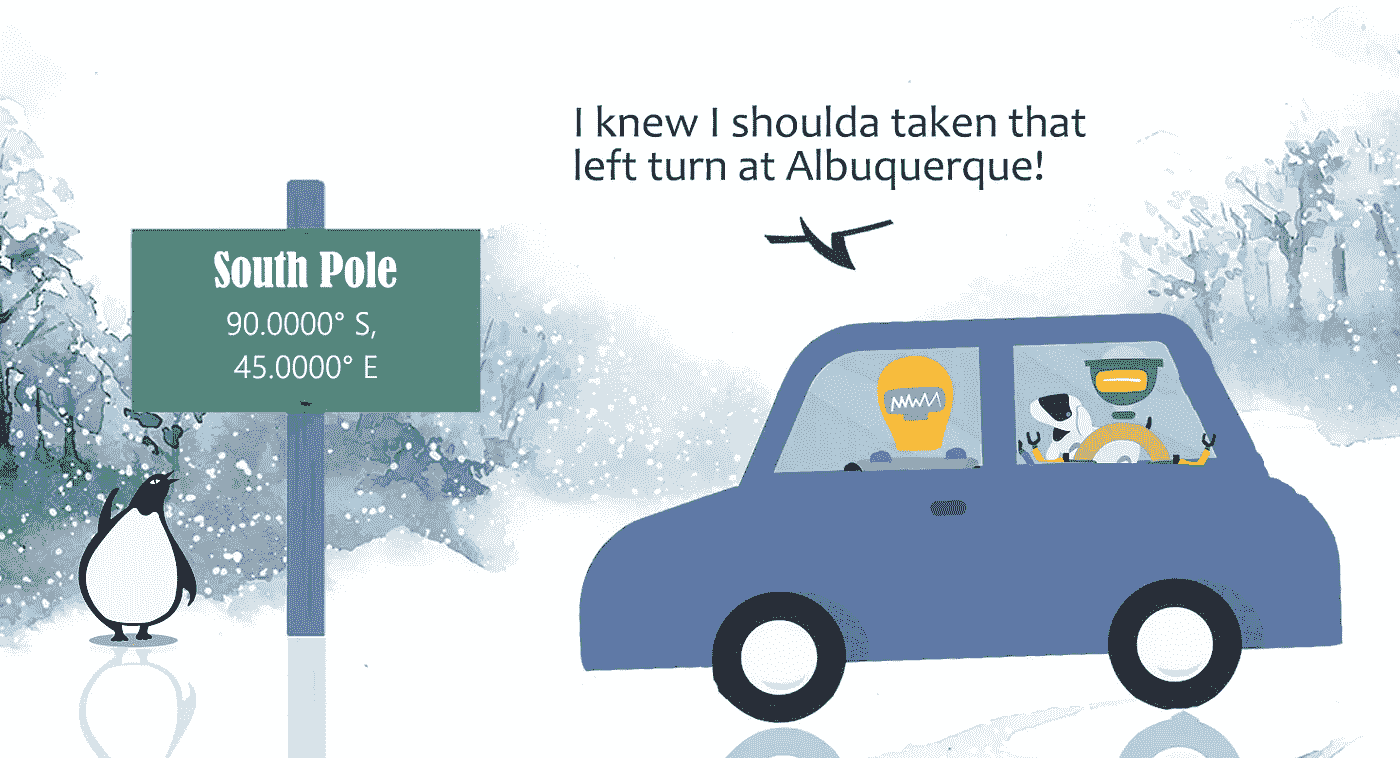 I knew I shoulda taken that
left turn at Albuquerque!
South Pole
90.0000° S,
45.0000° E